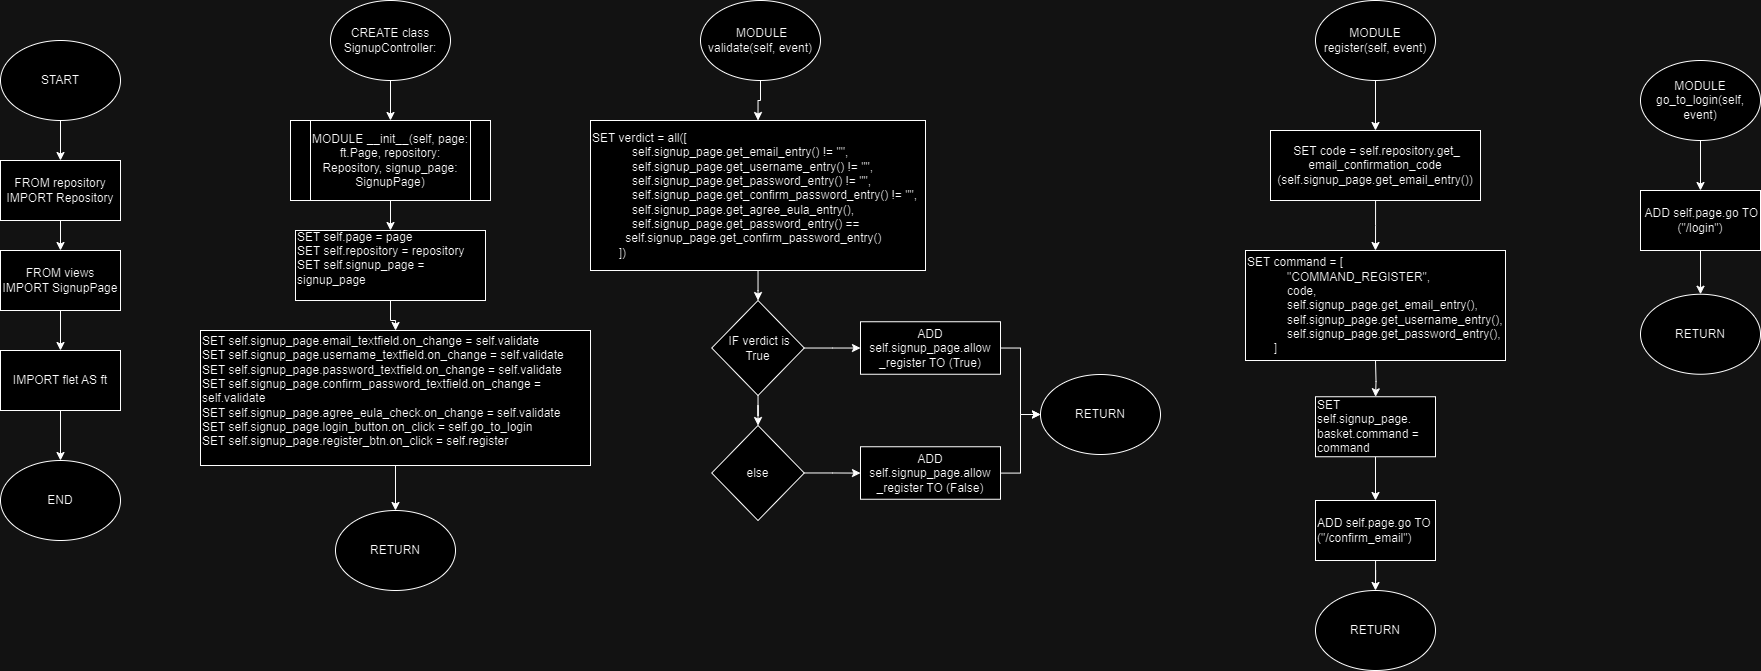 START
FROM repository
IMPORT Repository
FROM views
IMPORT SignupPage
IMPORT flet AS ft
END
CREATE class
SignupController:
MODULE __init__(self, page:
ft.Page, repository:
Repository, signup_page:
SignupPage)
SET self.page = page
SET self.repository = repository
SET self.signup_page =
signup_page
SET self.signup_page.email_textfield.on_change = self.validate
SET self.signup_page.username_textfield.on_change = self.validate
SET self.signup_page.password_textfield.on_change = self.validate
SET self.signup_page.confirm_password_textfield.on_change =
self.validate
SET self.signup_page.agree_eula_check.on_change = self.validate
SET self.signup_page.login_button.on_click = self.go_to_login
SET self.signup_page.register_btn.on_click = self.register
RETURN
MODULE
validate(self, event)
SET verdict = all([
self.signup_page.get_email_entry() != "",
self.signup_page.get_username_entry() != "",
self.signup_page.get_password_entry() != "",
self.signup_page.get_confirm_password_entry() != "",
self.signup_page.get_agree_eula_entry(),
self.signup_page.get_password_entry() ==
self.signup_page.get_confirm_password_entry()
])
IF verdict is
True
ADD
self.signup_page.allow
_register TO (True)
else
ADD
self.signup_page.allow
_register TO (False)
RETURN
MODULE
register(self, event)
SET code = self.repository.get_
email_confirmation_code
(self.signup_page.get_email_entry())
SET command = [
"COMMAND_REGISTER",
code,
self.signup_page.get_email_entry(),
self.signup_page.get_username_entry(),
self.signup_page.get_password_entry(),
]
SET
self.signup_page.
basket.command =
command
ADD self.page.go TO
("/confirm_email")
RETURN
MODULE
go_to_login(self,
event)
ADD self.page.go TO
("/login")
RETURN